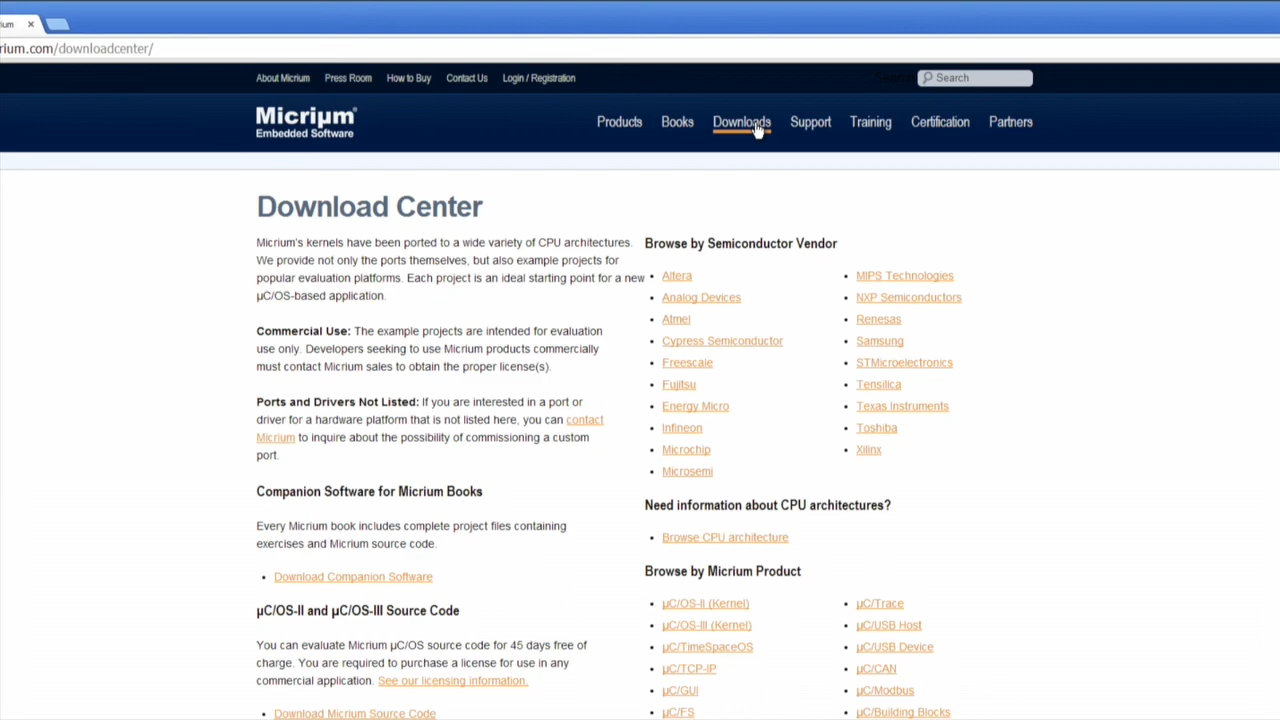 ium
rium.com/downloadcenter/
About Micrium Press Room How to Buy Contact Us Login / Registration
Search
Micriµm®
Embedded Software
Products Books Downloads Support Training Certification Partners
Download Center
Micrium's kernels have been ported to a wide variety of CPU architectures.
We provide not only the ports themselves, but also example projects for
popular evaluation platforms. Each project is an ideal starting point for a new
µC/OS-based application.
Commercial Use: The example projects are intended for evaluation
use only. Developers seeking to use Micrium products commercially
must contact Micrium sales to obtain the proper license(s).
Ports and Drivers Not Listed: If you are interested in a port or
driver for a hardware platform that is not listed here, you can contact
Micrium to inquire about the possibility of commissioning a custom
port.
Companion Software for Micrium Books
Every Micrium book includes complete project files containing
exercises and Micrium source code.
• Download Companion Software
µC/OS-II and µC/OS-III Source Code
You can evaluate Micrium µC/OS source code for 45 days free of
charge. You are required to purchase a license for use in any
commercial application. See our licensing information.
• Download Micrium Source Code
Browse by Semiconductor Vendor
• Altera
• Analog Devices
• Atmel
• Cypress Semiconductor
• Freescale
• Fujitsu
• Energy Micro
• Infineon
• Microchip
• Microsemi
• MIPS Technologies
• NXP Semiconductors
• Renesas
• Samsung
• STMicroelectronics
• Tensilica
• Texas Instruments
• Toshiba
• Xilinx
Need information about CPU architectures?
• Browse CPU architecture
Browse by Micrium Product
• µC/OS-II (Kernel)
• µC/OS-III (Kernel)
• µC/TimeSpaceOS
• µC/TCP-IP
• µC/GUI
• µC/FS
• µC/Trace
• µC/USB Host
• µC/USB Device
• µC/CAN
• µC/Modbus
• µC/Building Blocks